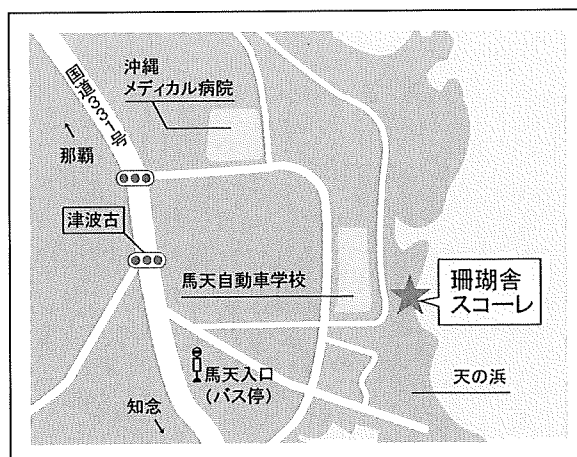 沖縄
メディカル病院
国道331号
那覇
津波古
馬天自動車学校
珊瑚舎
スコーレ
馬天入口
(バス停)
天の浜
知念